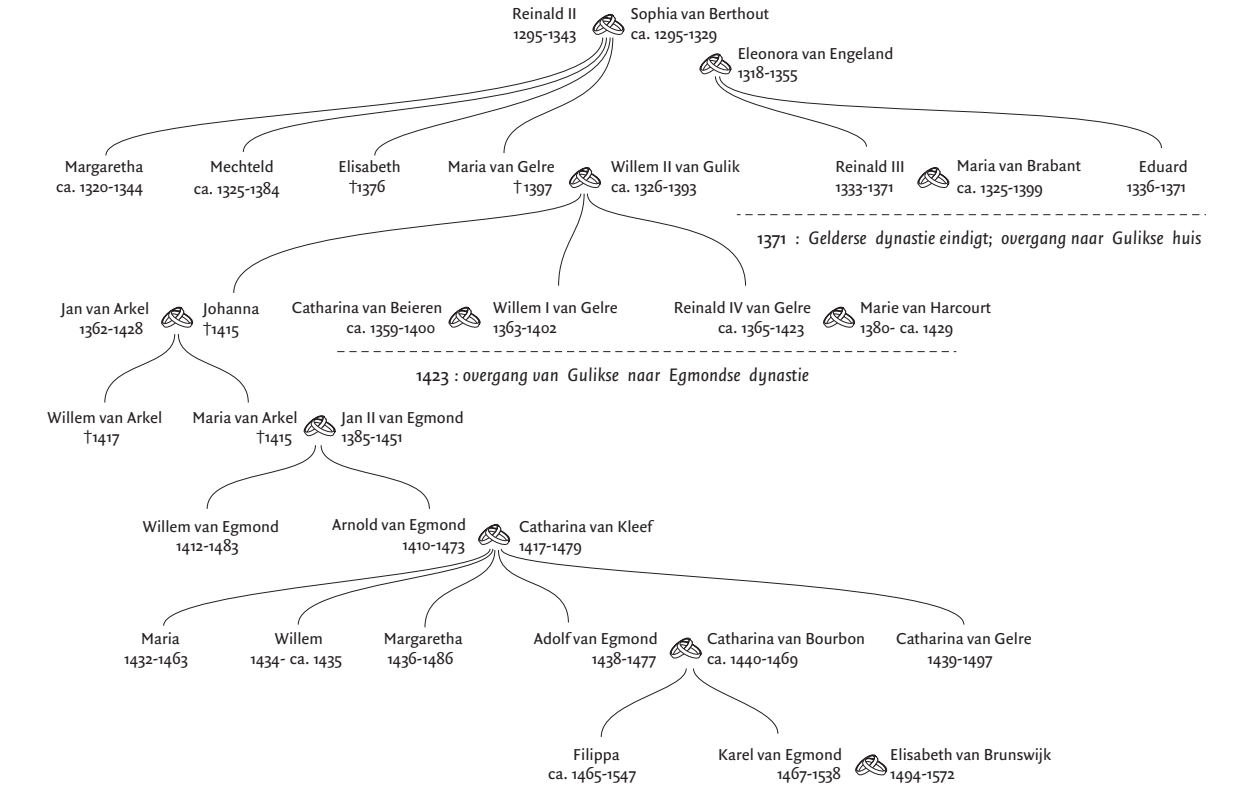 Reinald II
1295-1343
Sophia van Berthout
ca. 1295-1329
Eleonora van Engeland
1318-1355
Margaretha
ca. 1320-1344
Mechteld
ca. 1325-1384
Elisabeth
†1376
Maria van Gelre
†1397
Willem II van Gulik
ca. 1326-1393
Reinald III
1333-1371
Maria van Brabant
ca. 1325-1399
Eduard
1336-1371
1371 : Gelderse dynastie eindigt; overgang naar Gulikse huis
Jan van Arkel
1362-1428
Johanna
†1415
Catharina van Beieren
ca. 1359-1400
Willem I van Gelre
1363-1402
Reinald IV van Gelre
ca. 1365-1423
Marie van Harcourt
1380- ca. 1429
1423 : overgang van Gulikse naar Egmondse dynastie
Willem van Arkel
†1417
Maria van Arkel
†1415
Jan II van Egmond
1385-1451
Willem van Egmond
1412-1483
Arnold van Egmond
1410-1473
Catharina van Kleef
1417-1479
Maria
1432-1463
Willem
1434- ca. 1435
Margaretha
1436-1486
Adolf van Egmond
1438-1477
Catharina van Bourbon
ca. 1440-1469
Catharina van Gelre
1439-1497
Filippa
ca. 1465-1547
Karel van Egmond
1467-1538
Elisabeth van Brunswijk
1494-1572